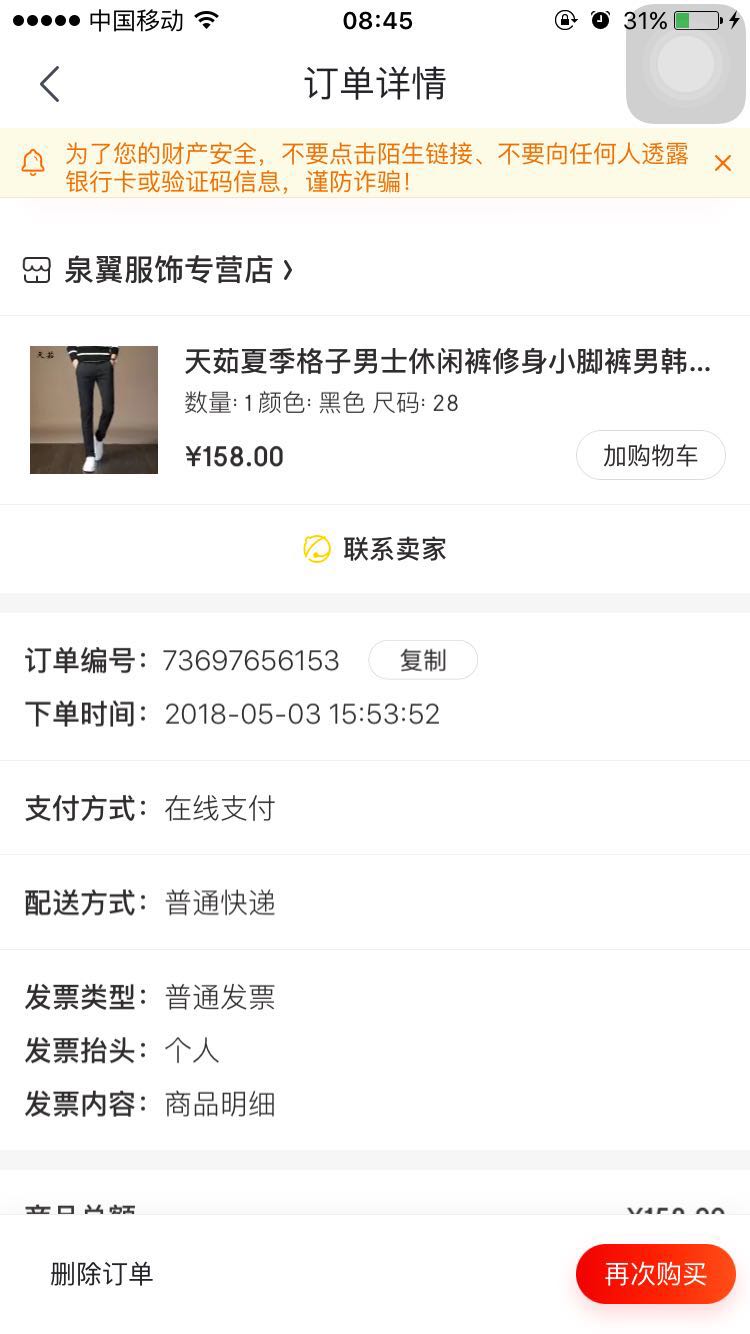 中国移动 08:45 31%
订单详情
为了您的财产安全，不要点击陌生链接、不要向任何人透露
银行卡或验证码信息，谨防诈骗！
泉翼服饰专营店
天茹
天茹夏季格子男士休闲裤修身小脚裤男韩...
数量: 1 颜色: 黑色 尺码: 28
¥158.00
加购物车
联系卖家
订单编号：73697656153 复制
下单时间：2018-05-03 15:53:52
支付方式：在线支付
配送方式：普通快递
发票类型：普通发票
发票抬头：个人
发票内容：商品明细
商品总额 ¥158.00
删除订单 再次购买